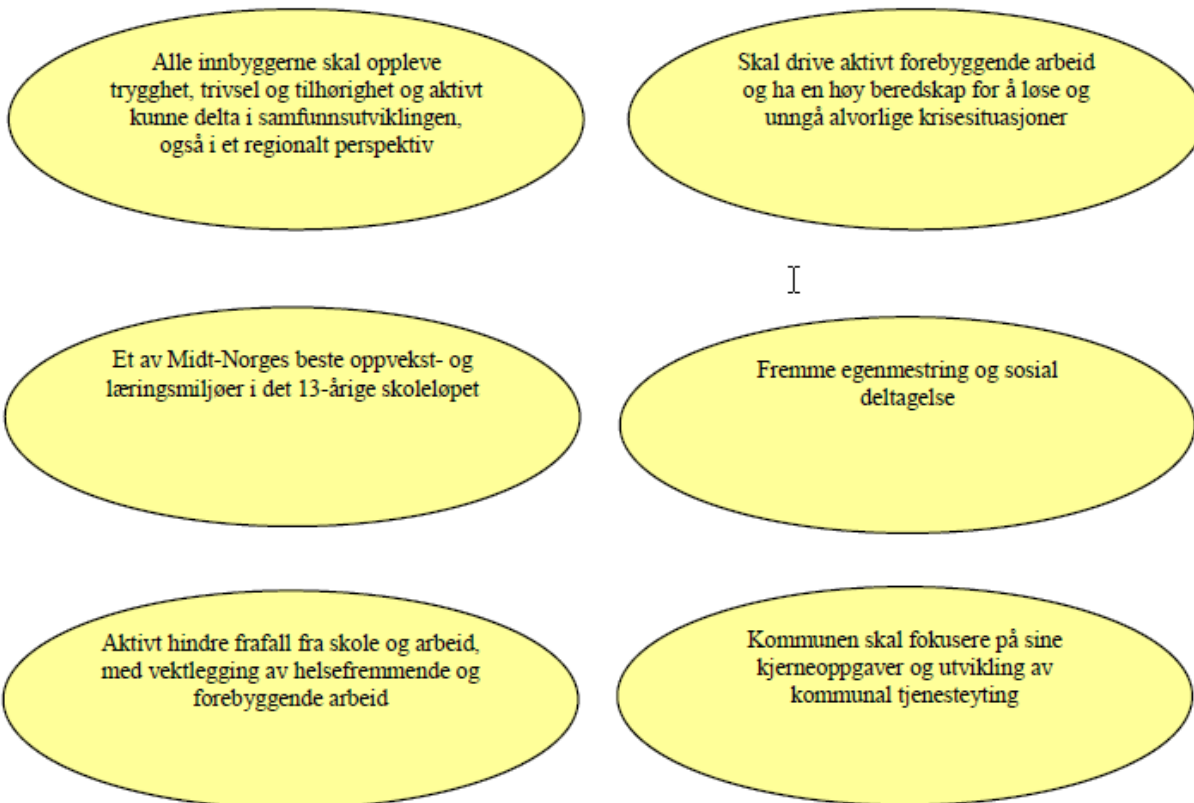 Alle innbyggerne skal oppleve
trygghet, trivsel og tilhørighet og aktivt
kunne delta i samfunnsutviklingen,
også i et regionalt perspektiv
Skal drive aktivt forebyggende arbeid
og ha en høy beredskap for å løse og
unngå alvorlige krisesituasjoner
Et av Midt-Norges beste oppvekst- og
læringsmiljøer i det 13-årige skoleløpet
Fremme egenmestring og sosial
deltagelse
Aktivt hindre frafall fra skole og arbeid,
med vektlegging av helsefremmende og
forebyggende arbeid
Kommunen skal fokusere på sine
kjerneoppgaver og utvikling av
kommunal tjenesteyting